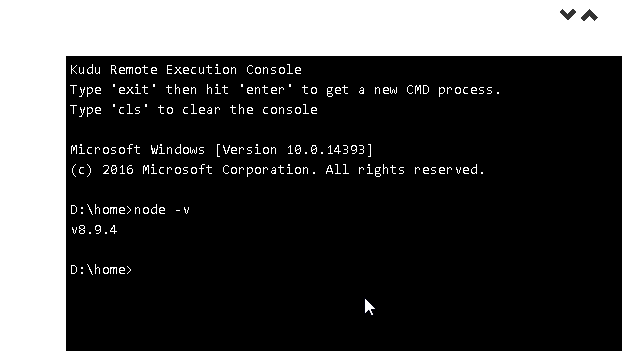 Kudu Remote Execution Console
Type 'exit' then hit 'enter' to get a new CMD process.
Type 'cls' to clear the console
Microsoft Windows [Version 10.0.14393]
(c) 2016 Microsoft Corporation. All rights reserved.
D:\home>node -v
v8.9.4
D:\home>